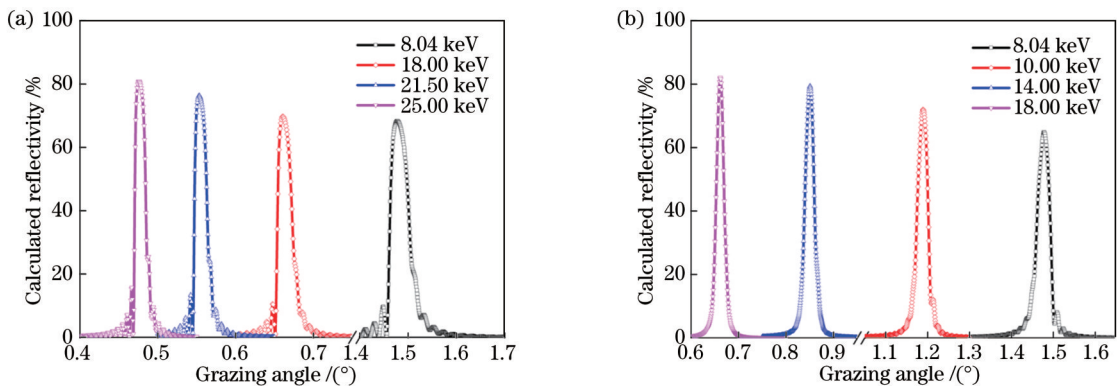 (a)
100
80
60
40
20
0
Calculated reflectivity /%
8.04 keV
18.00 keV
21.50 keV
25.00 keV
0.4 0.5 0.6 0.7 1.4 1.5 1.6 1.7
Grazing angle /(°)
(b)
100
80
60
40
20
0
Calculated reflectivity /%
8.04 keV
10.00 keV
14.00 keV
18.00 keV
0.6 0.7 0.8 0.9 1.1 1.2 1.3 1.4 1.5 1.6
Grazing angle /(°)